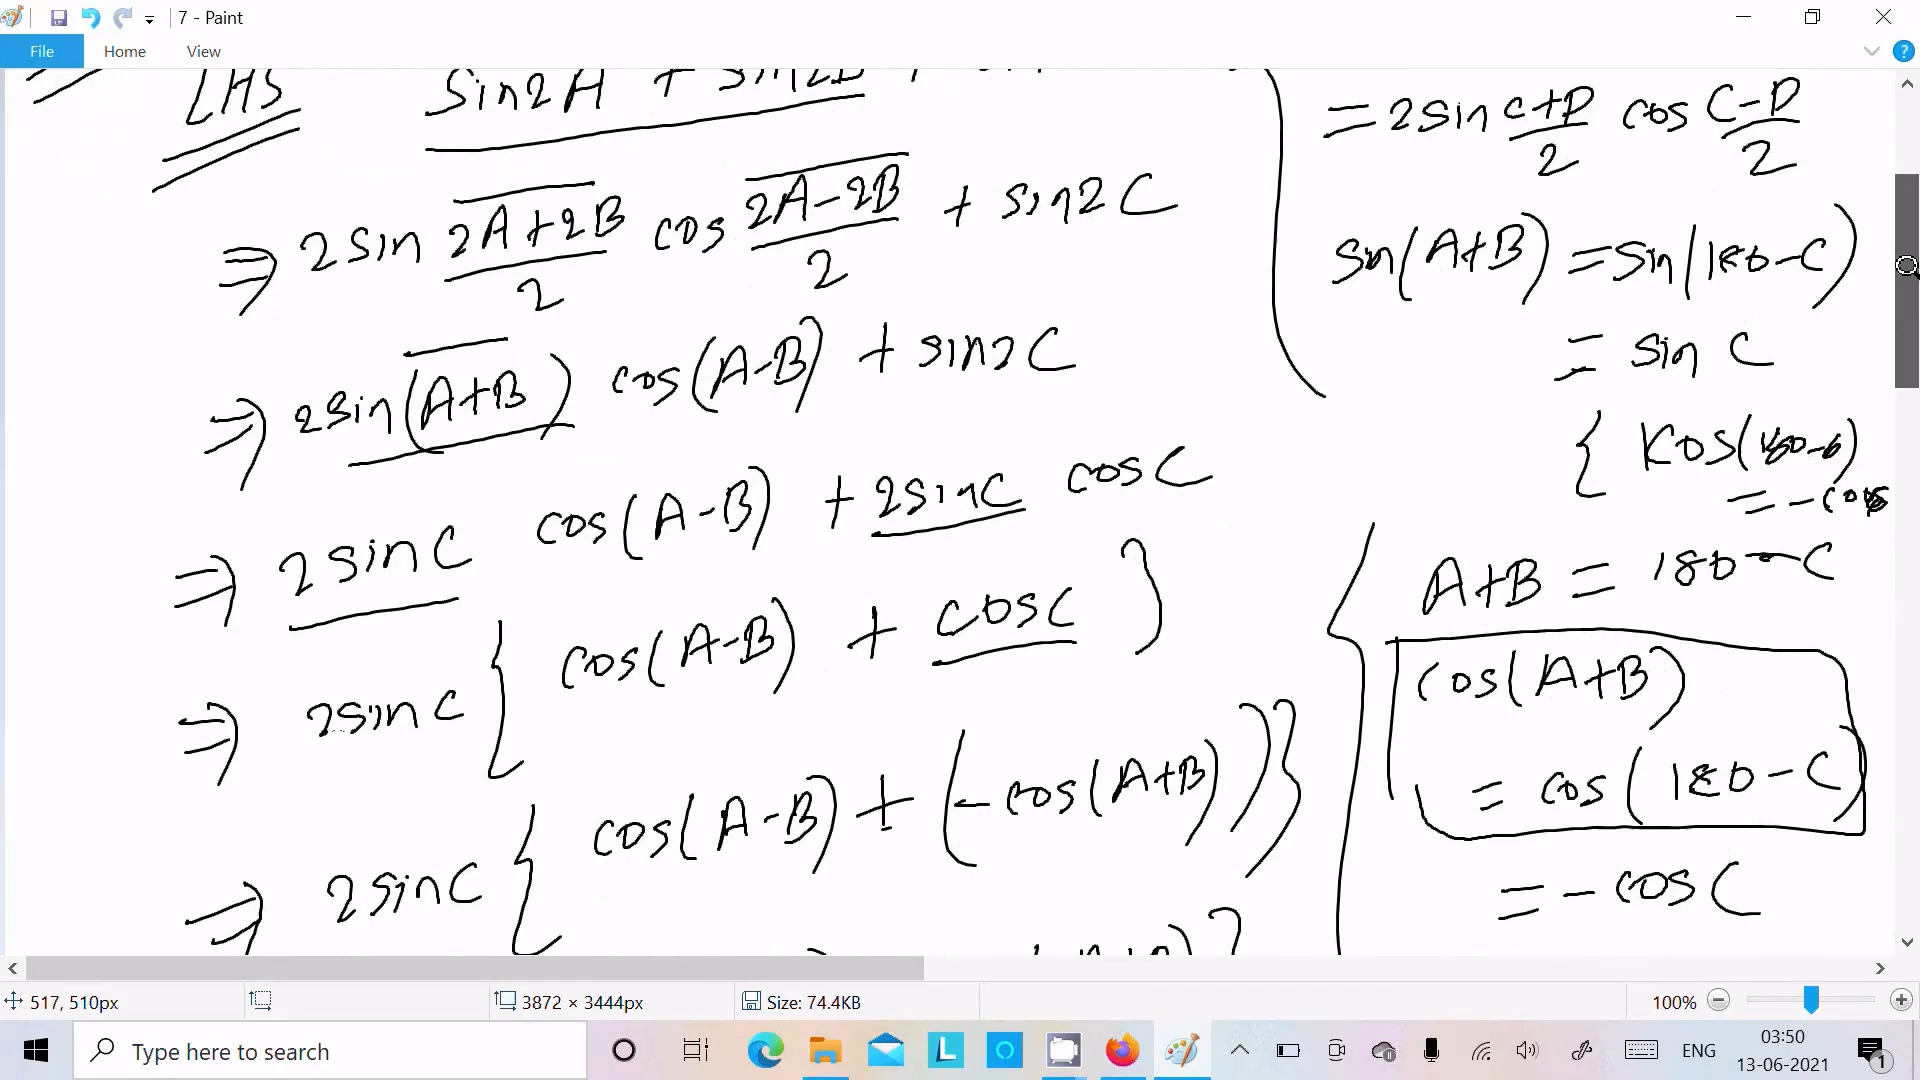 7 - Paint
File Home View
LHS sin2A + sin2B
⇒ 2sin (2A+2B)/2 cos (2A-2B)/2 + sin2C
⇒ 2sin(A+B) cos(A-B) + sin2C
⇒ 2sinC cos(A-B) + 2sinC cosC
⇒ 2sinC { cos(A-B) + cosC }
⇒ 2sinC { cos(A-B) + (-cos(A+B)) }
= 2sin (C+D)/2 cos (C-D)/2
sin(A+B) = sin(180-C)
= sin C
= -cos
A+B = 180-C
cos(A+B)
= cos(180-C)
= -cos C
517, 510px 3872 × 3444px Size: 74.4KB 100%
Type here to search
ENG
03:50
13-06-2021
1